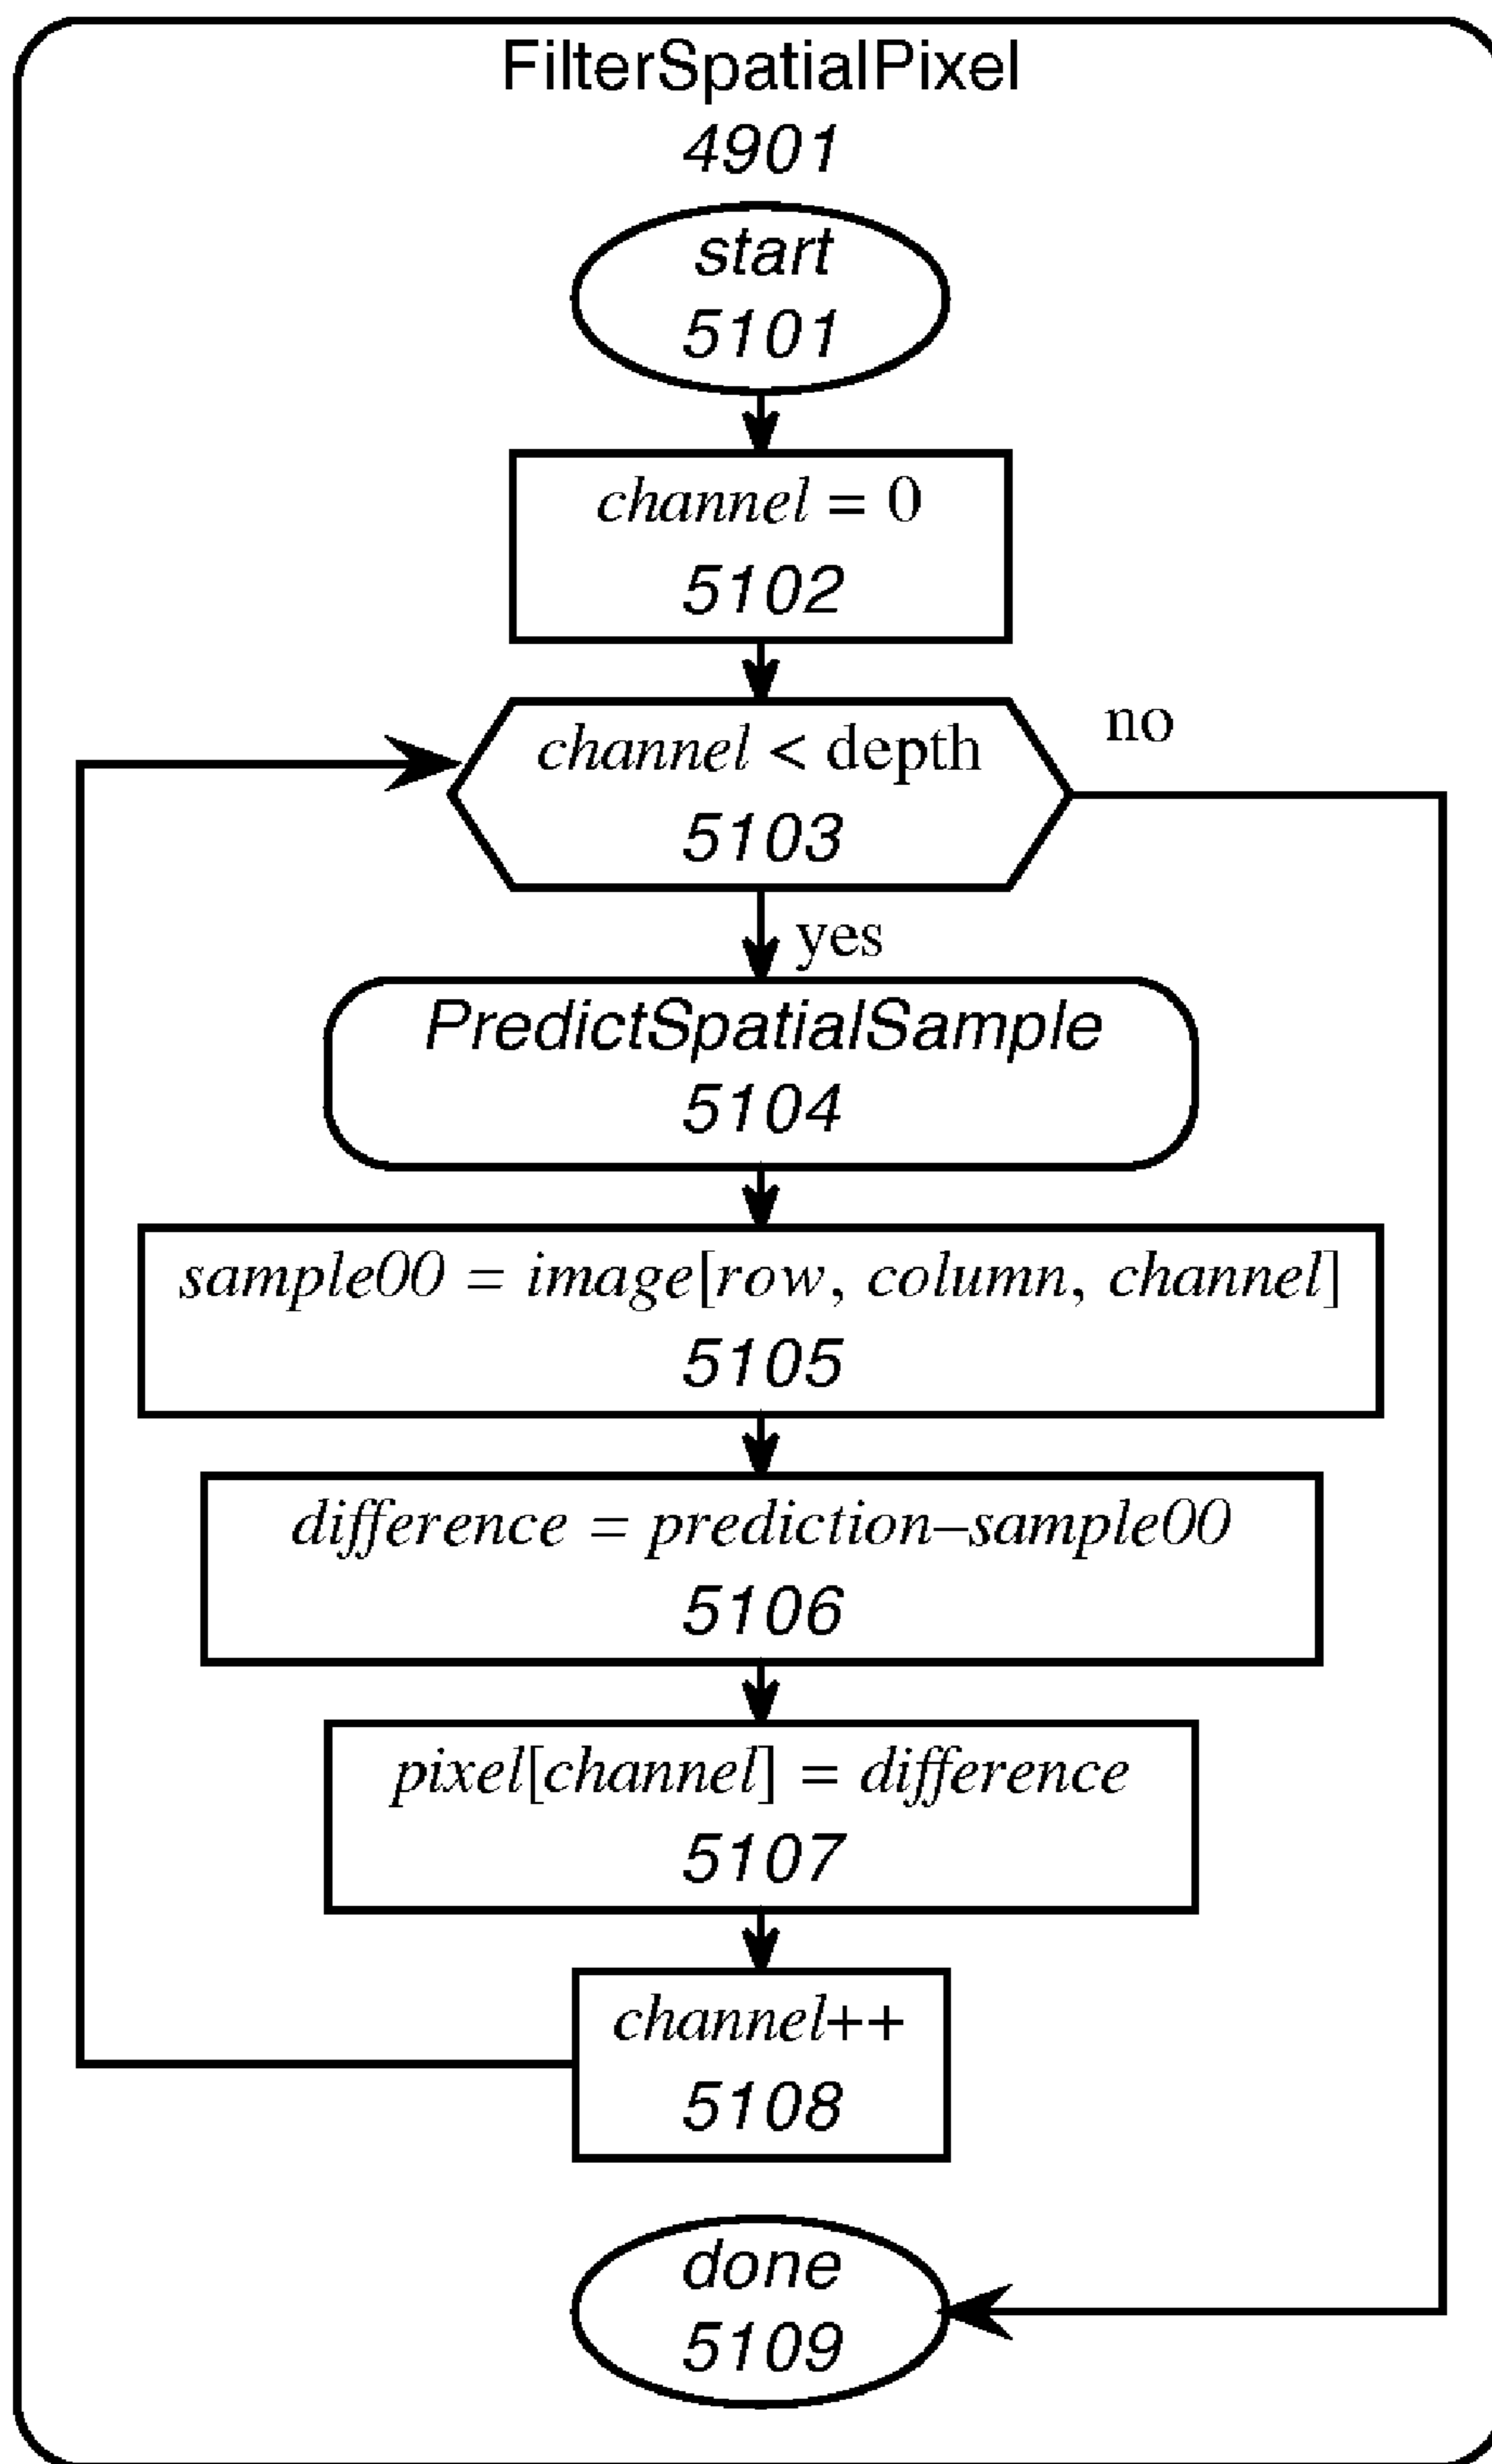 FilterSpatialPixel
4901
start
5101
channel = 0
5102
channel < depth
no
5103
yes
PredictSpatialSample
5104
sample00 = image[row, column, channel]
5105
difference = prediction–sample00
5106
pixel[channel] = difference
5107
channel++
5108
done
5109